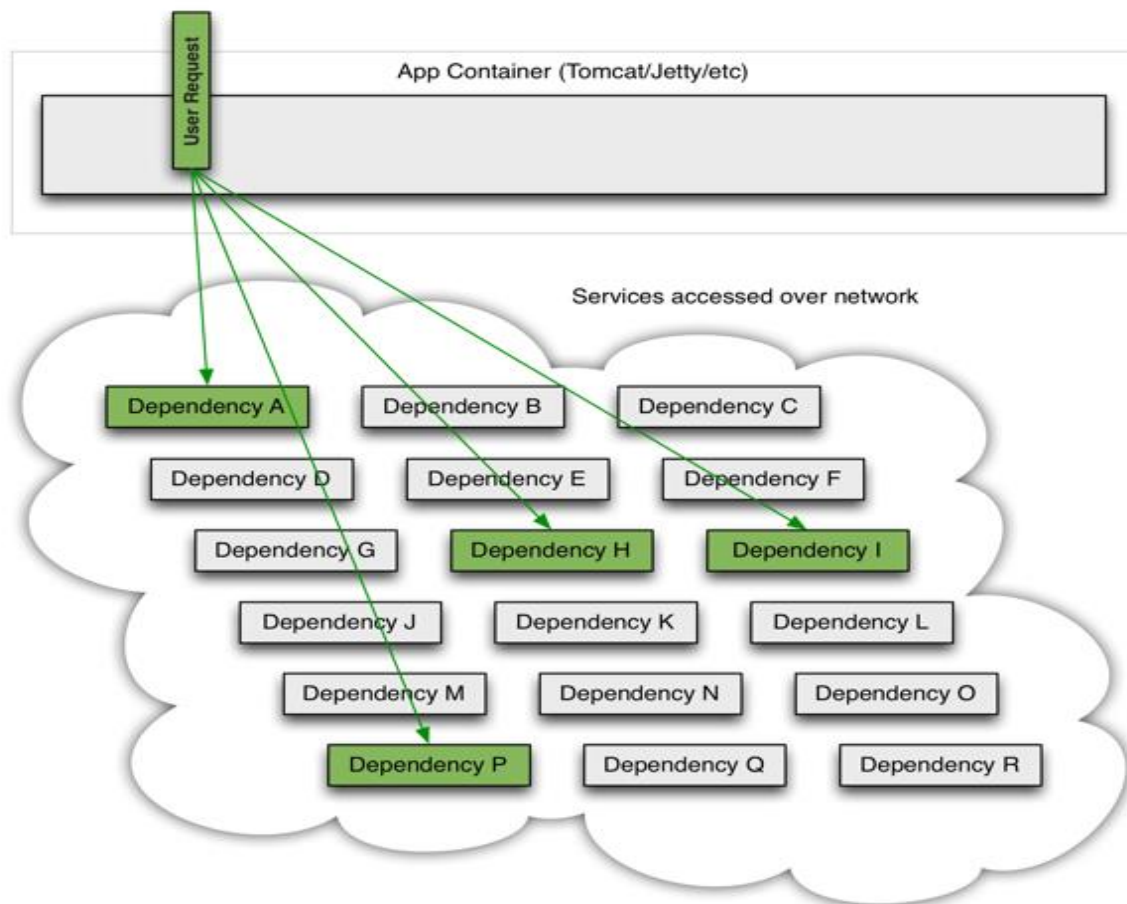 User Request
App Container (Tomcat/Jetty/etc)
Services accessed over network
Dependency A
Dependency B
Dependency C
Dependency D
Dependency E
Dependency F
Dependency G
Dependency H
Dependency I
Dependency J
Dependency K
Dependency L
Dependency M
Dependency N
Dependency O
Dependency P
Dependency Q
Dependency R